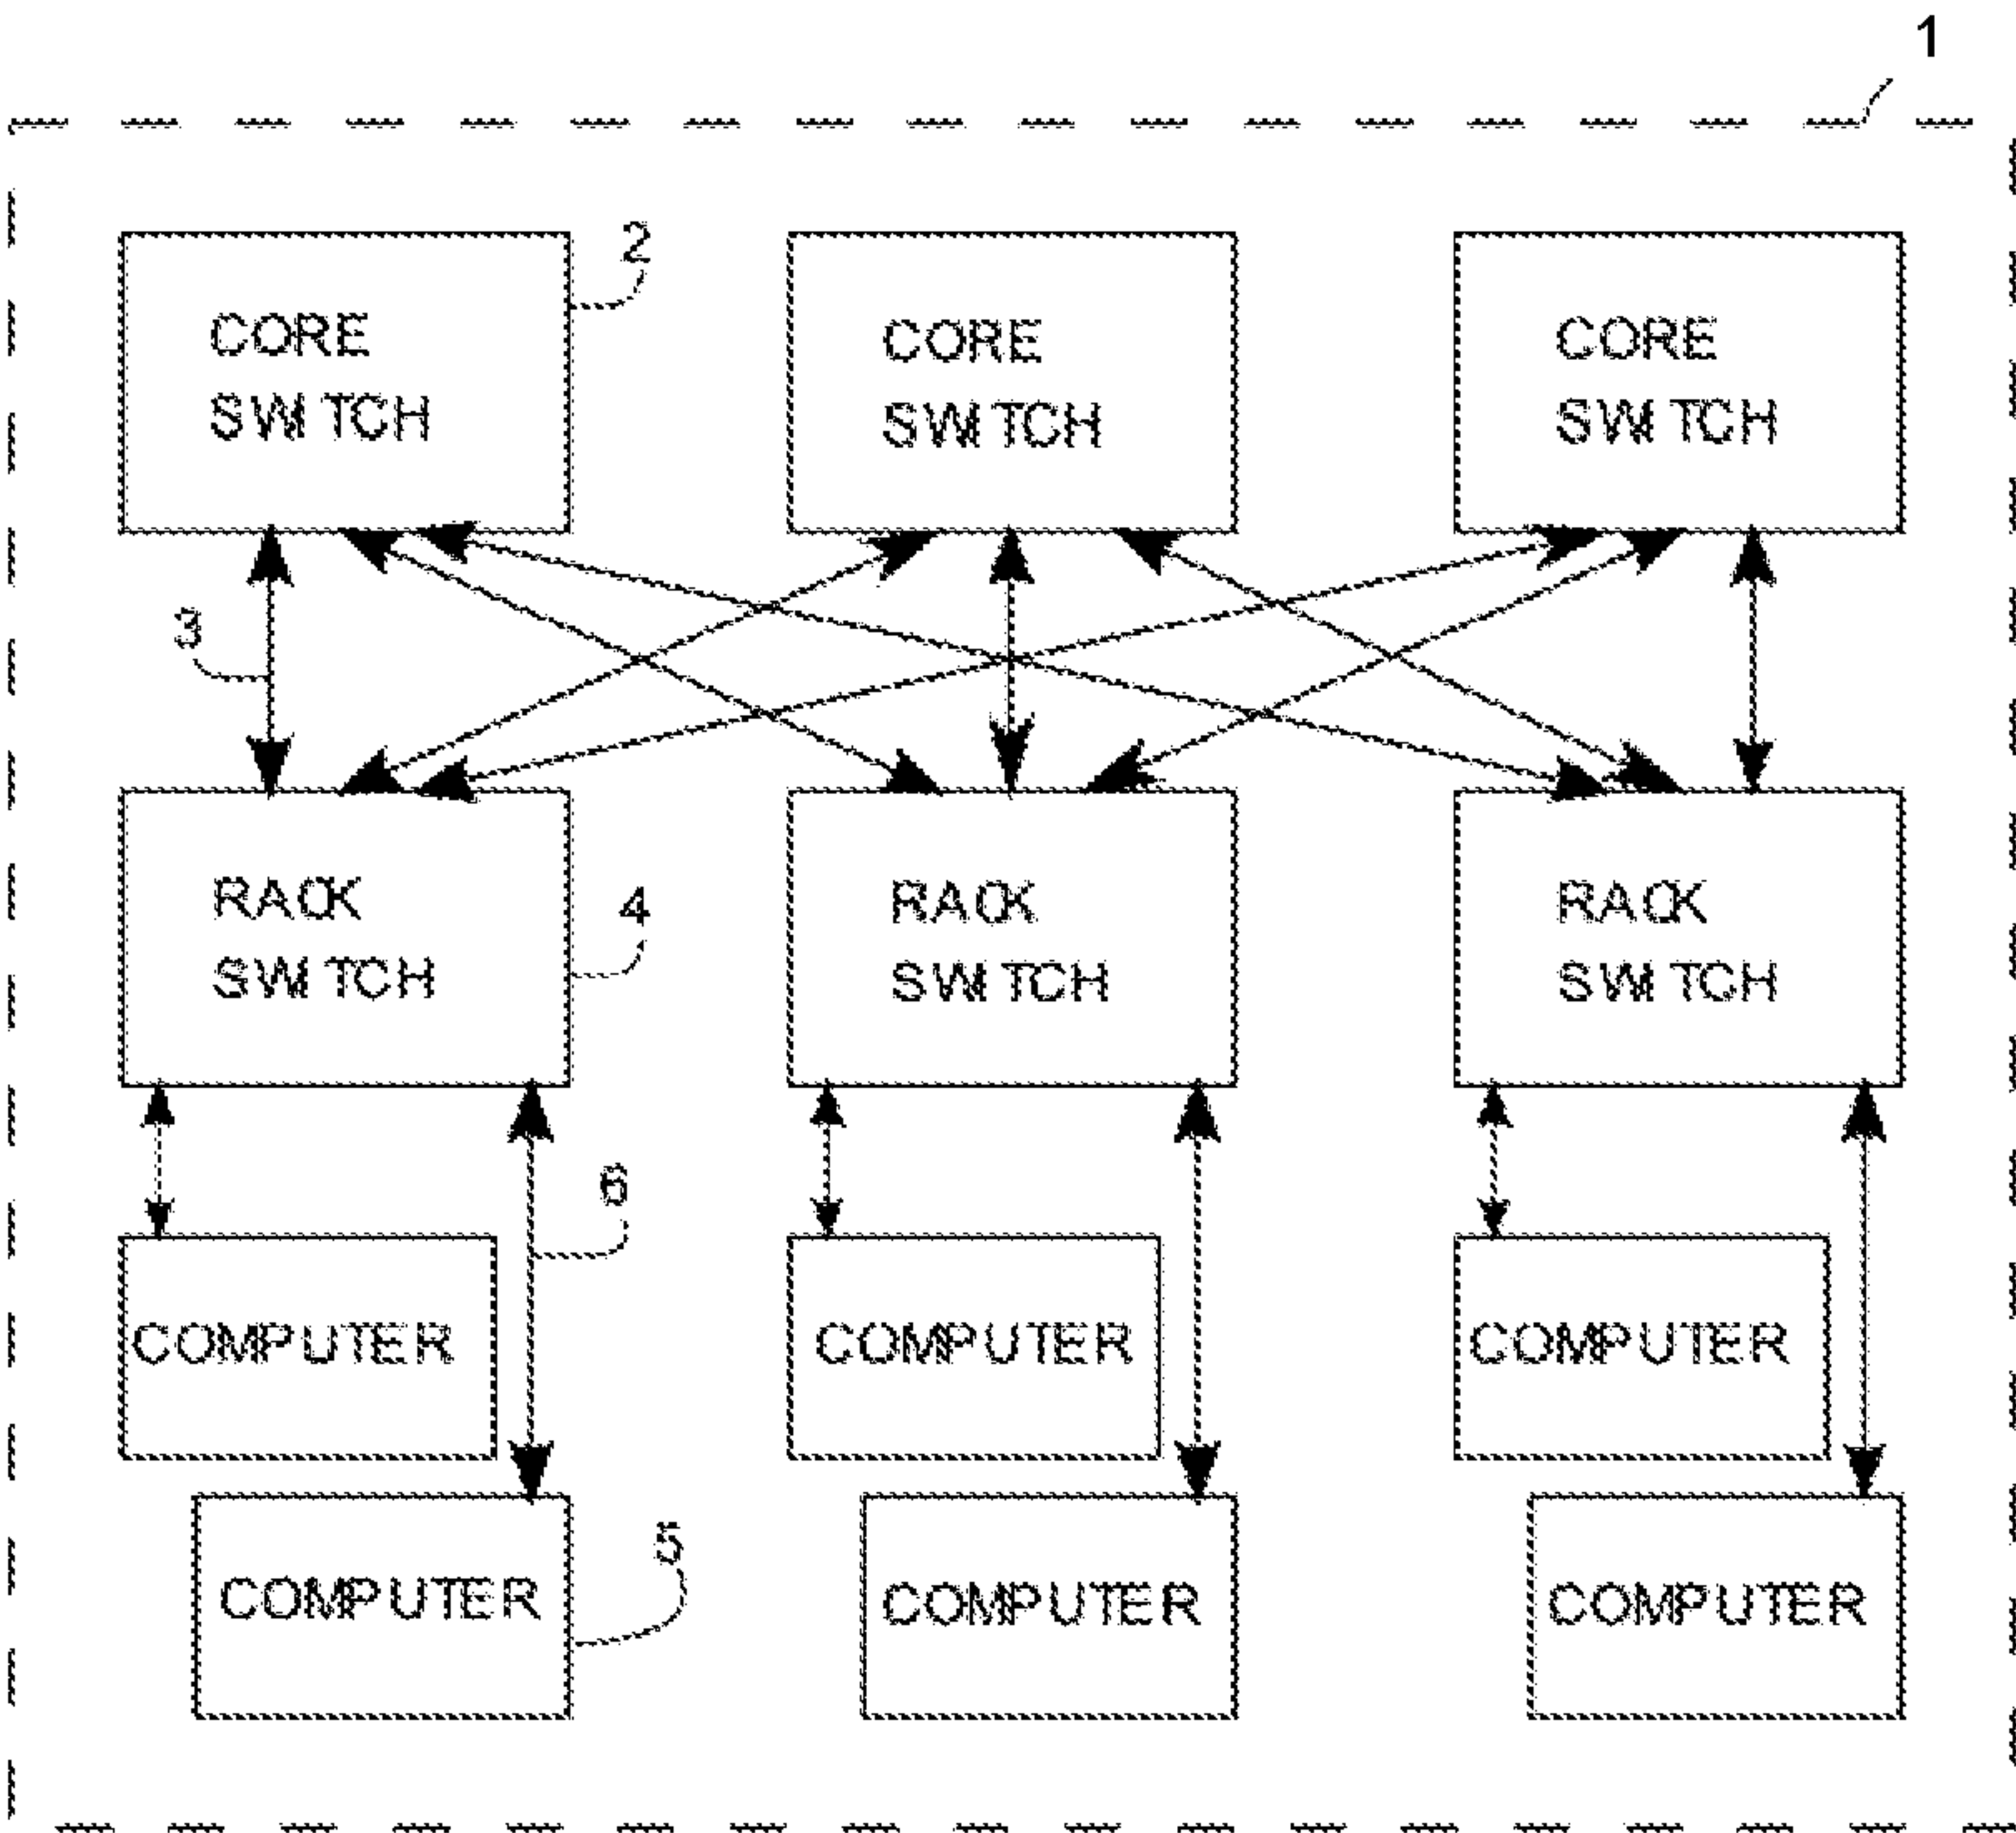 1
2
CORE
SWITCH
CORE
SWITCH
CORE
SWITCH
3
RACK
SWITCH
4
RACK
SWITCH
RACK
SWITCH
6
COMPUTER
COMPUTER
COMPUTER
5
COMPUTER
COMPUTER
COMPUTER